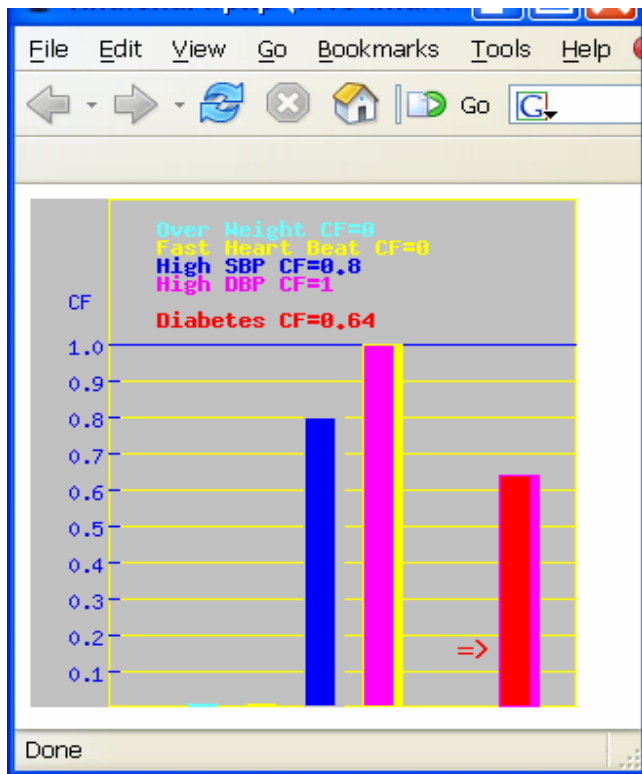 File Edit View Go Bookmarks Tools Help
Go G
Over Weight CF=0
Fast Heart Beat CF=0
High SBP CF=0.8
High DBP CF=1
CF
Diabetes CF=0.64
1.0
0.9
0.8
0.7
0.6
0.5
0.4
0.3
0.2
=>
0.1
Done